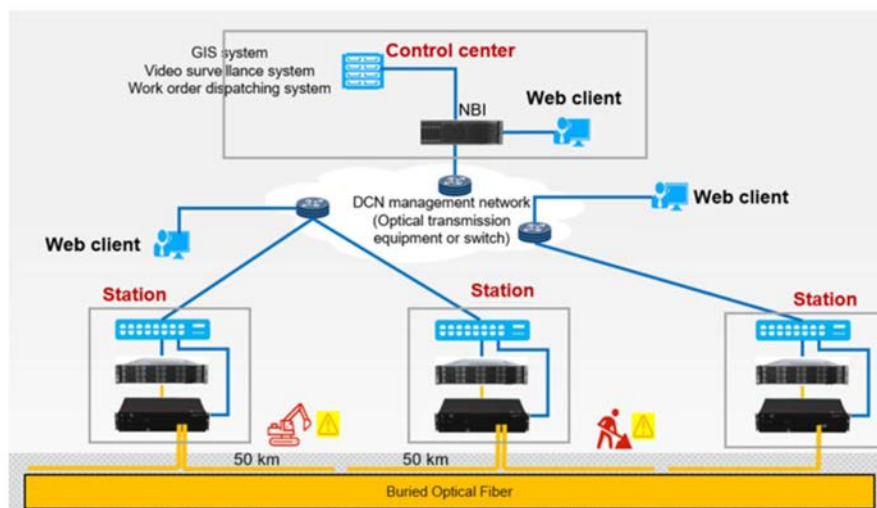 GIS system
Control center
Video surveillance system
Work order dispatching system
Web client
NBI
DCN management network
(Optical transmission
equipment or switch)
Web client
Web client
Station
Station
Station
50 km
50 km
Buried Optical Fiber